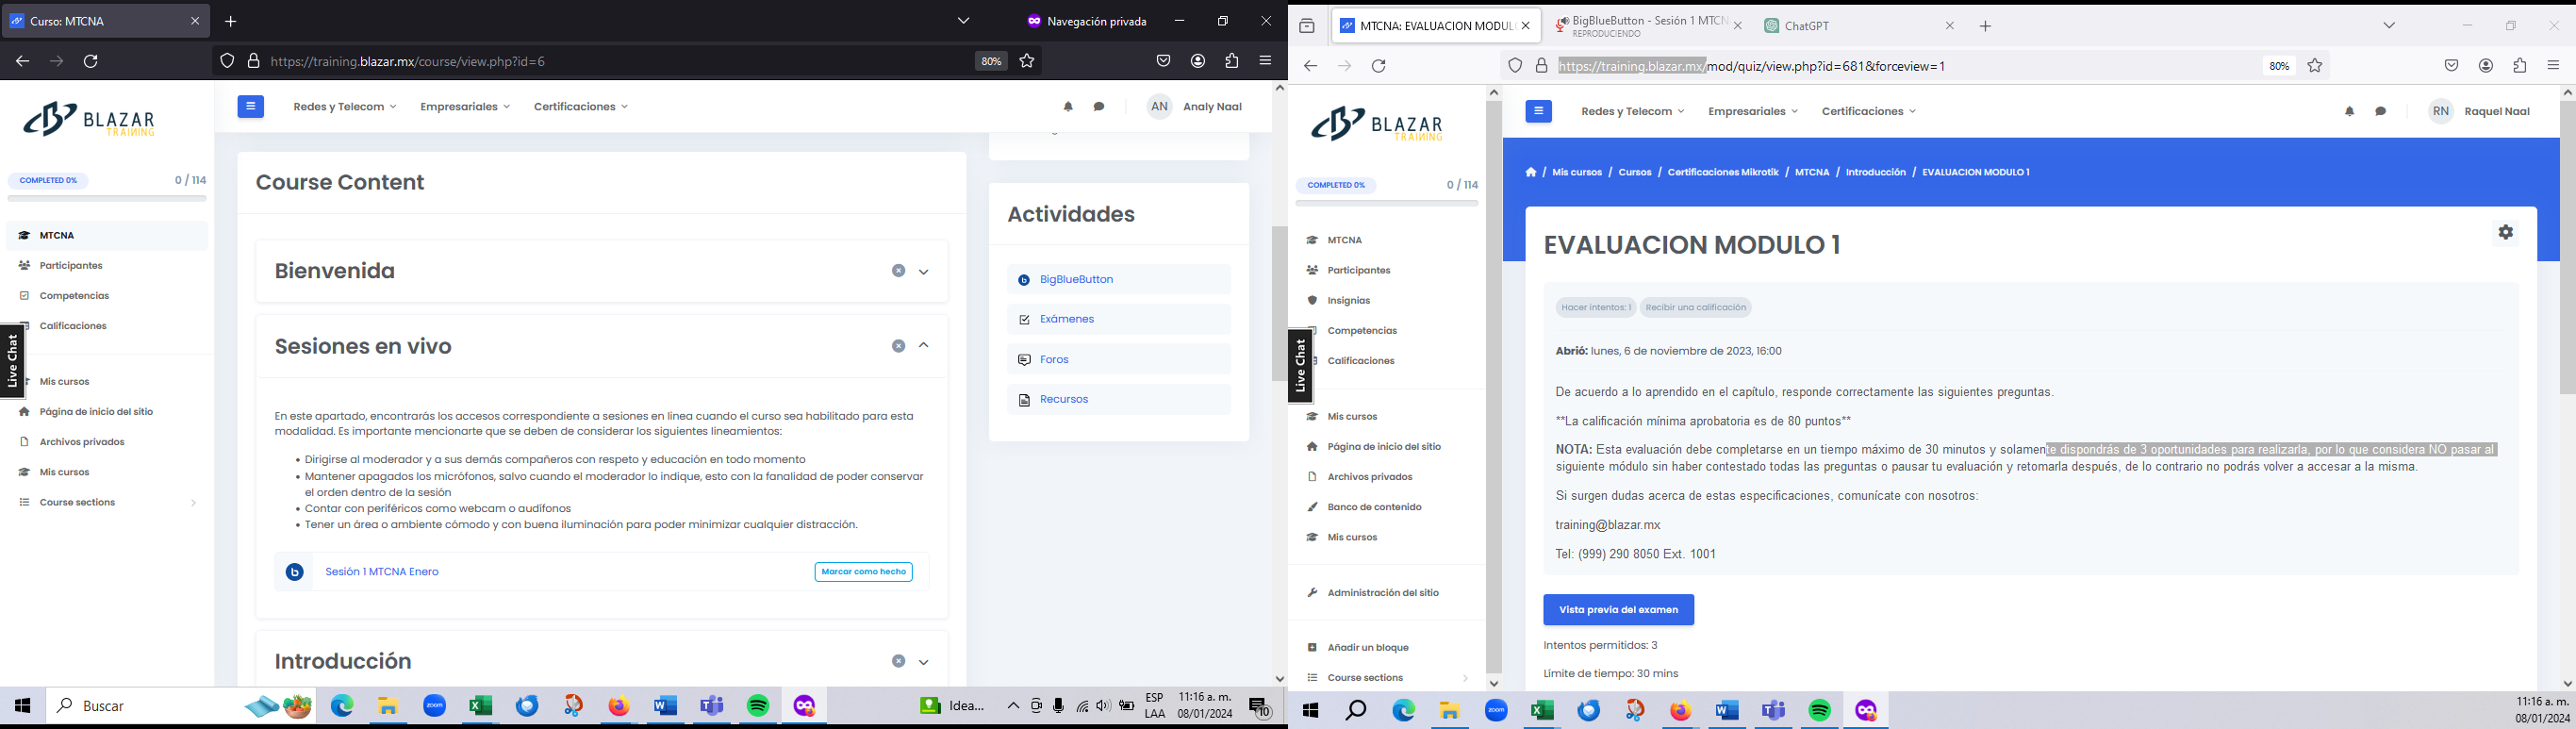 Curso: MTCNA
Navegación privada
https://training.blazar.mx/course/view.php?id=6
80%
BLAZAR
TRAINING
Redes y Telecom
Empresariales
Certificaciones
AN
Analy Naal
COMPLETED 0%
0 / 114
MTCNA
Participantes
Competencias
Calificaciones
Live Chat
Mis cursos
Página de inicio del sitio
Archivos privados
Mis cursos
Course sections
Course Content
Bienvenida
Sesiones en vivo
En este apartado, encontrarás los accesos correspondiente a sesiones en línea cuando el curso sea habilitado para esta
modalidad. Es importante mencionarte que se deben de considerar los siguientes lineamientos:
• Dirigirse al moderador y a sus demás compañeros con respeto y educación en todo momento
• Mantener apagados los micrófonos, salvo cuando el moderador lo indique, esto con la fanalidad de poder conservar
el orden dentro de la sesión
• Contar con periféricos como webcam o audífonos
• Tener un área o ambiente cómodo y con buena iluminación para poder minimizar cualquier distracción.
Sesión 1 MTCNA Enero
Marcar como hecho
Introducción
Actividades
BigBlueButton
Exámenes
Foros
Recursos
Buscar
zoom
Idea...
ESP
LAA
11:16 a. m.
08/01/2024
10
MTCNA: EVALUACION MODUL
BigBlueButton - Sesión 1 MTCN
REPRODUCIENDO
ChatGPT
https://training.blazar.mx/mod/quiz/view.php?id=681&forceview=1
80%
BLAZAR
TRAINING
Redes y Telecom
Empresariales
Certificaciones
RN
Raquel Naal
COMPLETED 0%
0 / 114
MTCNA
Participantes
Insignias
Competencias
Calificaciones
Live Chat
Mis cursos
Página de inicio del sitio
Archivos privados
Banco de contenido
Mis cursos
Administración del sitio
Añadir un bloque
Course sections
/ Mis cursos / Cursos / Certificaciones Mikrotik / MTCNA / Introducción / EVALUACION MODULO 1
EVALUACION MODULO 1
Hacer intentos: 1
Recibir una calificación
Abrió: lunes, 6 de noviembre de 2023, 16:00
De acuerdo a lo aprendido en el capítulo, responde correctamente las siguientes preguntas.
**La calificación mínima aprobatoria es de 80 puntos**
NOTA: Esta evaluación debe completarse en un tiempo máximo de 30 minutos y solamente dispondrás de 3 oportunidades para realizarla, por lo que considera NO pasar al
siguiente módulo sin haber contestado todas las preguntas o pausar tu evaluación y retomarla después, de lo contrario no podrás volver a accesar a la misma.
Si surgen dudas acerca de estas especificaciones, comunícate con nosotros:
training@blazar.mx
Tel: (999) 290 8050 Ext. 1001
Vista previa del examen
Intentos permitidos: 3
Límite de tiempo: 30 mins
zoom
11:16 a. m.
08/01/2024